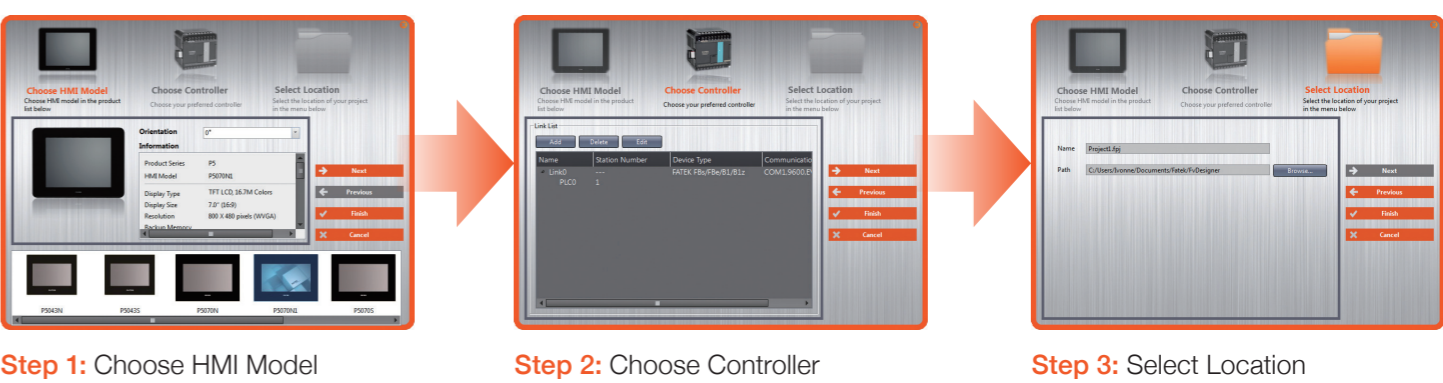 Choose HMI Model
Choose HMI model in the product
list below
Choose Controller
Choose your preferred controller
Select
Location
Select the location of your project
in the menu below
Orientation 0°
Information
Product Series P5
HMI Model P5070N1
Display Type TFT LCD, 16.7M Colors
Display Size 7.0" (16:9)
Resolution 800 X 480 pixels (WVGA)
Backup Memory
Next
Previous
Finish
Cancel
P5043N P5043S P5070N P5070N1 P5070S
Step 1: Choose HMI Model
Choose HMI Model
Choose HMI model in the product
list below
Choose Controller
Choose your preferred controller
Select
Location
Select the location of your project
in the menu below
Link List
Add Delete Edit
Name Station Number Device Type Communicatio
Link0 ---- FATEK FBs/FBe/B1/B1z COM1,9600,E
PLC0 1
Next
Previous
Finish
Cancel
Step 2: Choose Controller
Choose HMI Model
Choose HMI model in the product
list below
Choose Controller
Choose your preferred controller
Select
Location
Select the location of your project
in the menu below
Name Project1.fpj
Path C:/Users/Ivonne/Documents/Fatek/FvDesigner Browse...
Next
Previous
Finish
Cancel
Step 3: Select Location